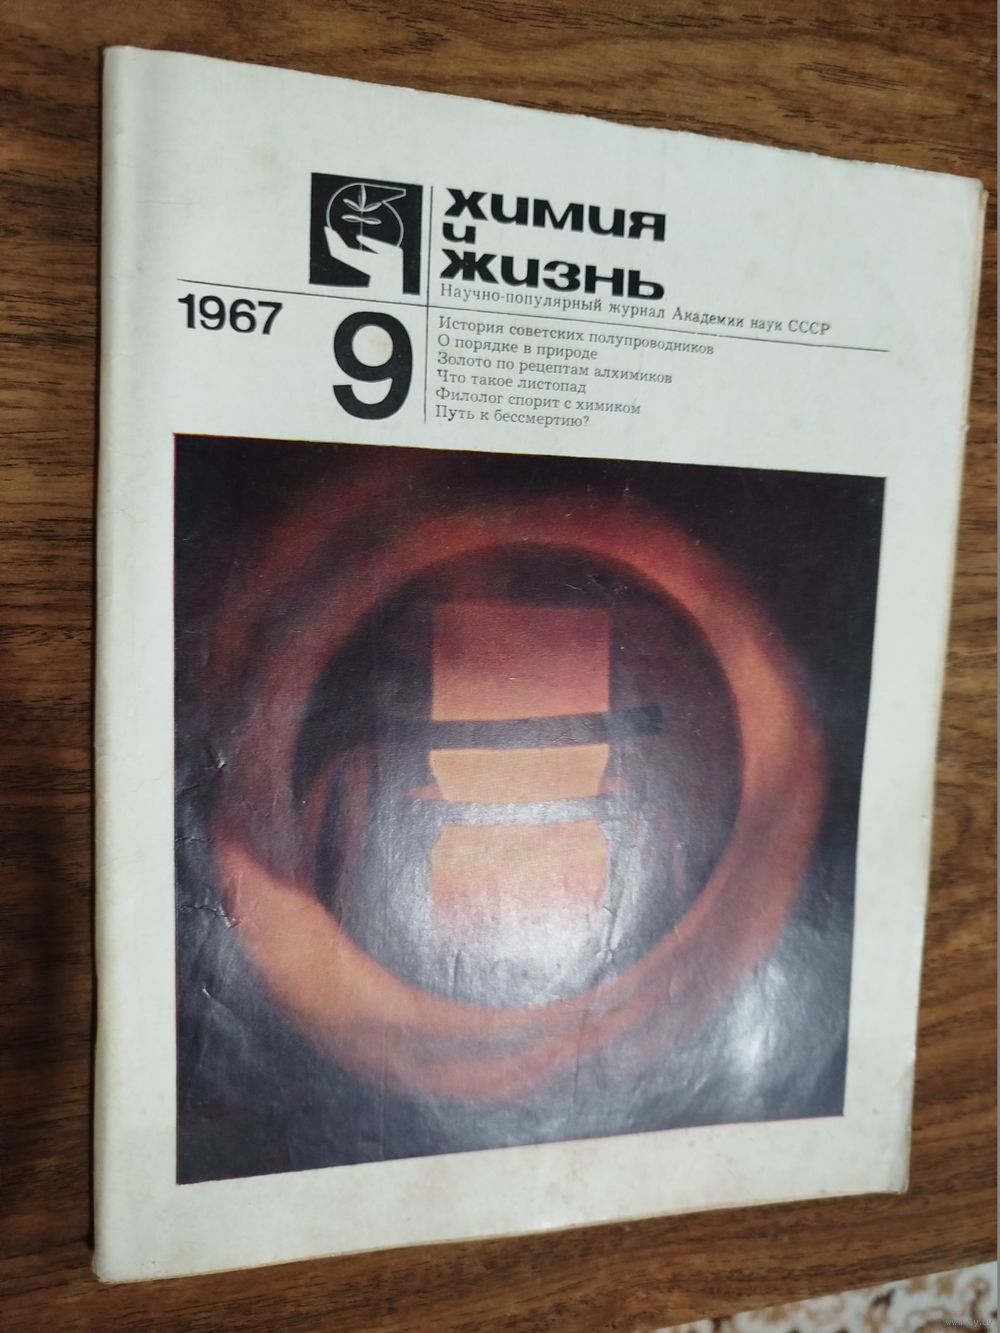 химия
и
жизнь
Научно-популярный журнал Академии наук СССР
1967
9
История советских полупроводников
О порядке в природе
Золото по рецептам алхимиков
Что такое листопад
Филолог спорит с химиком
Путь к бессмертию?